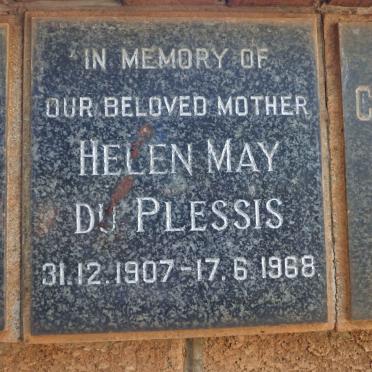 IN MEMORY OF
OUR BELOVED MOTHER
HELEN MAY
DU PLESSIS
31.12.1907-17.6 1968